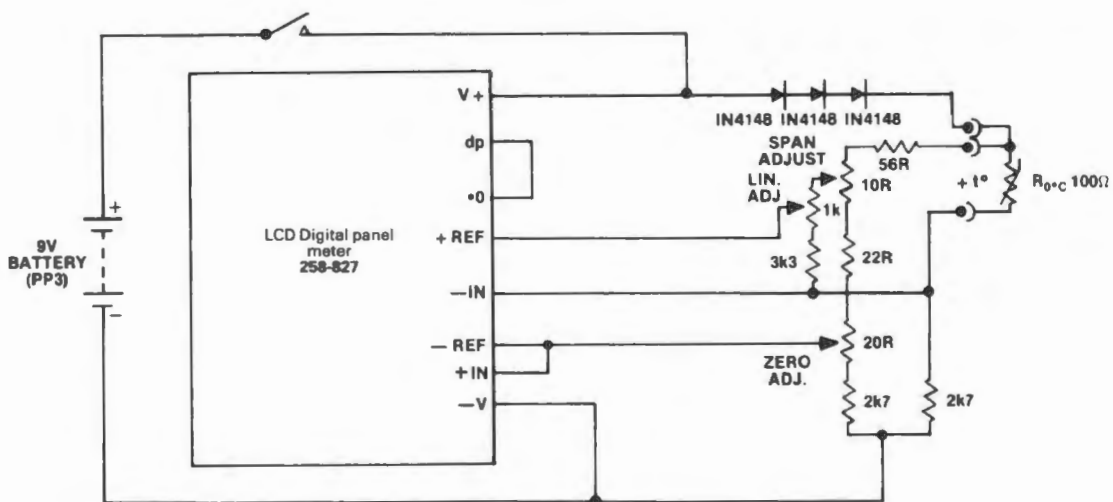 V +
IN4148 IN4148 IN4148
dp
SPAN
ADJUST
56R
LIN.
ADJ
10R
+ t°
R0°C 100Ω
•0
1k
+
9V
BATTERY
(PP3)
−
LCD Digital panel
meter
258-827
+ REF
3k3
22R
−IN
− REF
20R
+ IN
ZERO
ADJ.
−V
2k7
2k7